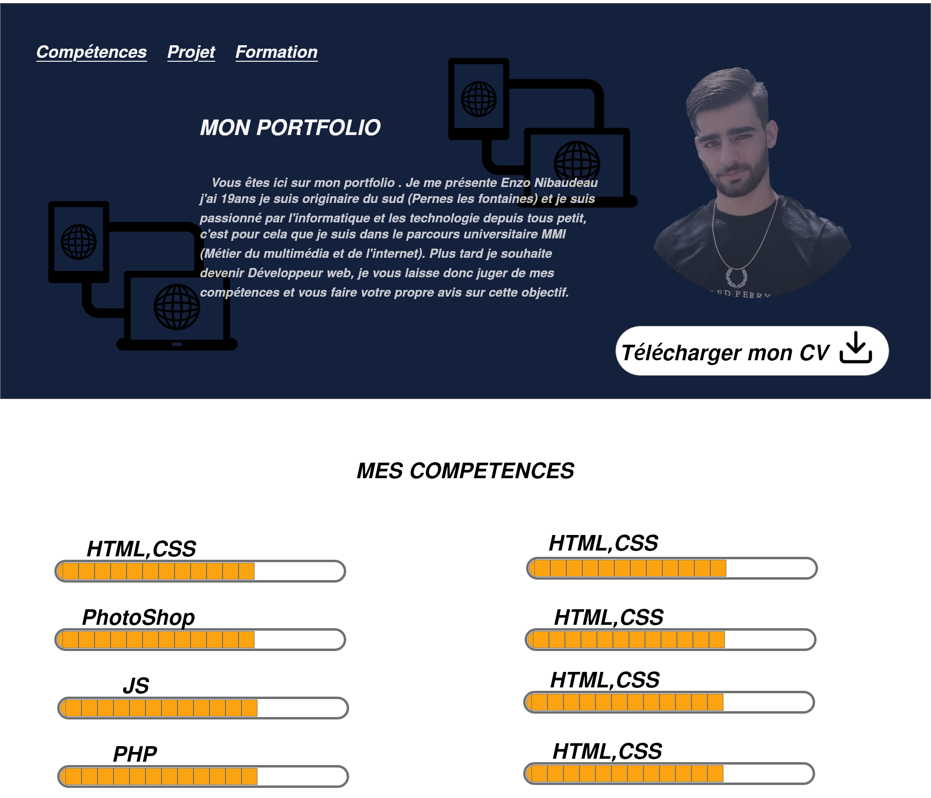 Compétences Projet Formation
MON PORTFOLIO
Vous êtes ici sur mon portfolio . Je me présente Enzo Nibaudeau
j'ai 19ans je suis originaire du sud (Pernes les fontaines) et je suis
passionné par l'informatique et les technologie depuis tous petit,
c'est pour cela que je suis dans le parcours universitaire MMI
(Métier du multimédia et de l'internet). Plus tard je souhaite
devenir Développeur web, je vous laisse donc juger de mes
compétences et vous faire votre propre avis sur cette objectif.
PERRY
Télécharger mon CV
MES COMPETENCES
HTML,CSS
HTML,CSS
PhotoShop
HTML,CSS
JS
HTML,CSS
PHP
HTML,CSS